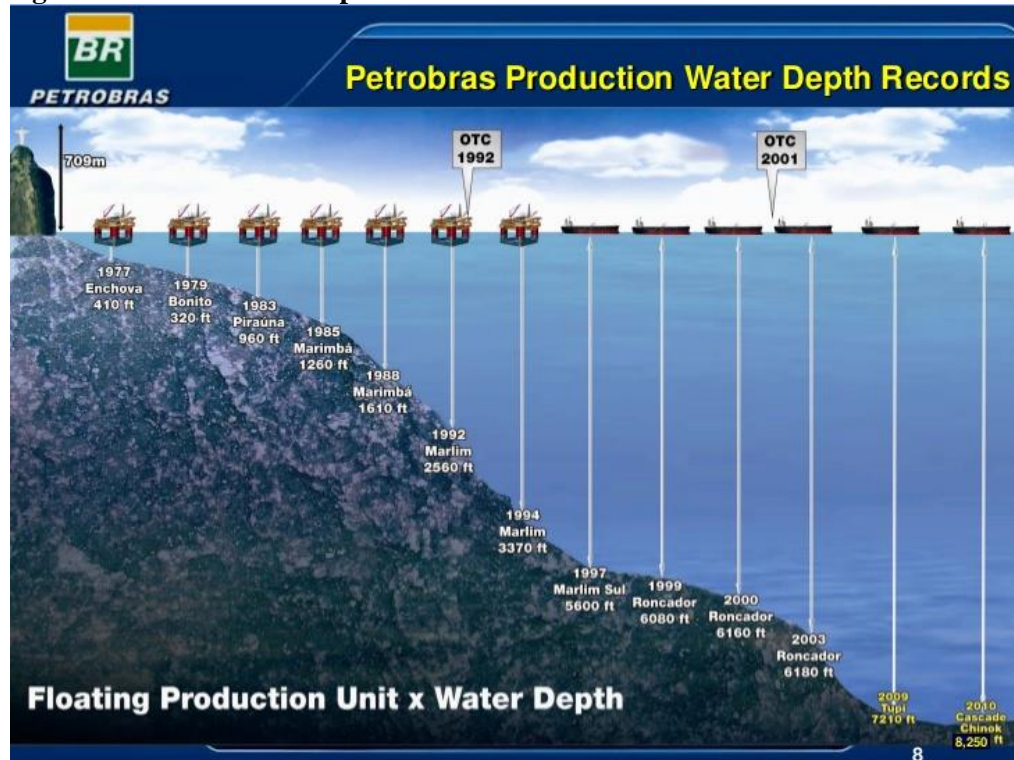 BR
PETROBRAS
Petrobras Production Water Depth Records
709m
OTC
1992
OTC
2001
1977
Enchova
410 ft
1979
Bonito
320 ft
1983
Piraúna
960 ft
1985
Marimbá
1260 ft
1988
Marimbá
1610 ft
1992
Marlim
2560 ft
1994
Marlim
3370 ft
1997
Marlim Sul
5600 ft
1999
Roncador
6080 ft
2000
Roncador
6160 ft
2003
Roncador
6180 ft
2009
Tupi
7210 ft
2010
Cascade
Chinok
8,250 ft
Floating Production Unit x Water Depth
8